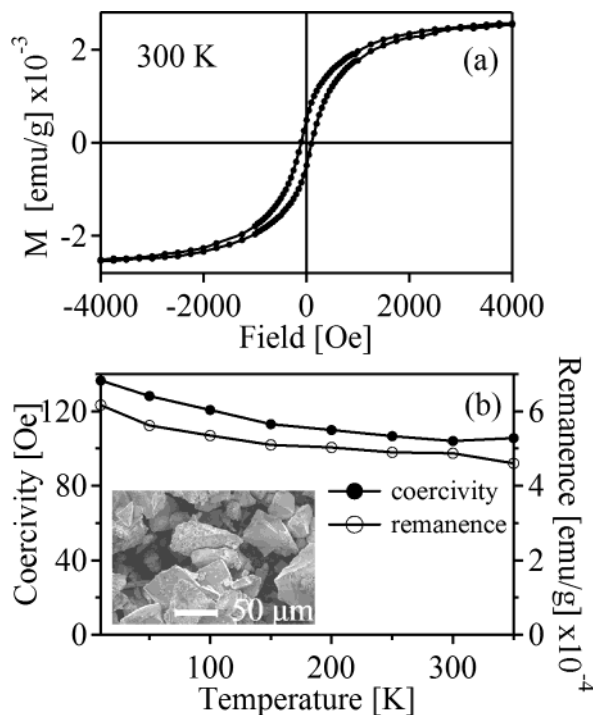 300 K
(a)
M [emu/g] x10⁻³
2
0
-2
-4000 -2000 0 2000 4000
Field [Oe]
(b)
Coercivity [Oe]
120
80
40
0
coercivity
remanence
50 μm
Remanence [emu/g] x10⁻⁴
6
4
2
0
100 200 300
Temperature [K]